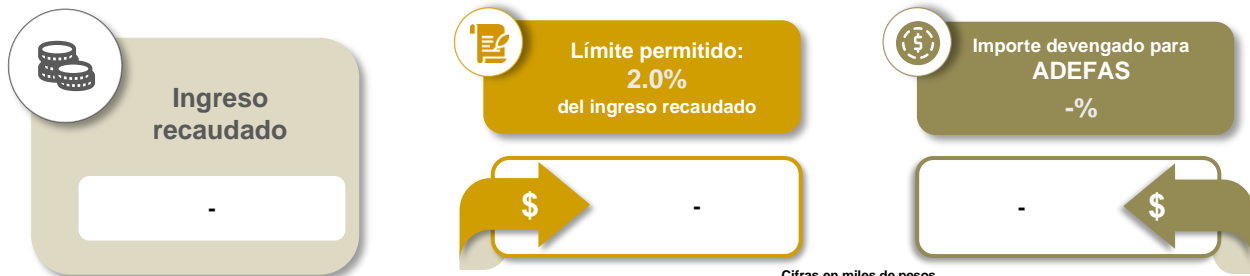 Ingreso
recaudado
-
Límite permitido:
2.0%
del ingreso recaudado
$
-
Importe devengado para
ADEFAS
-%
-
$
Cifras en miles de pesos